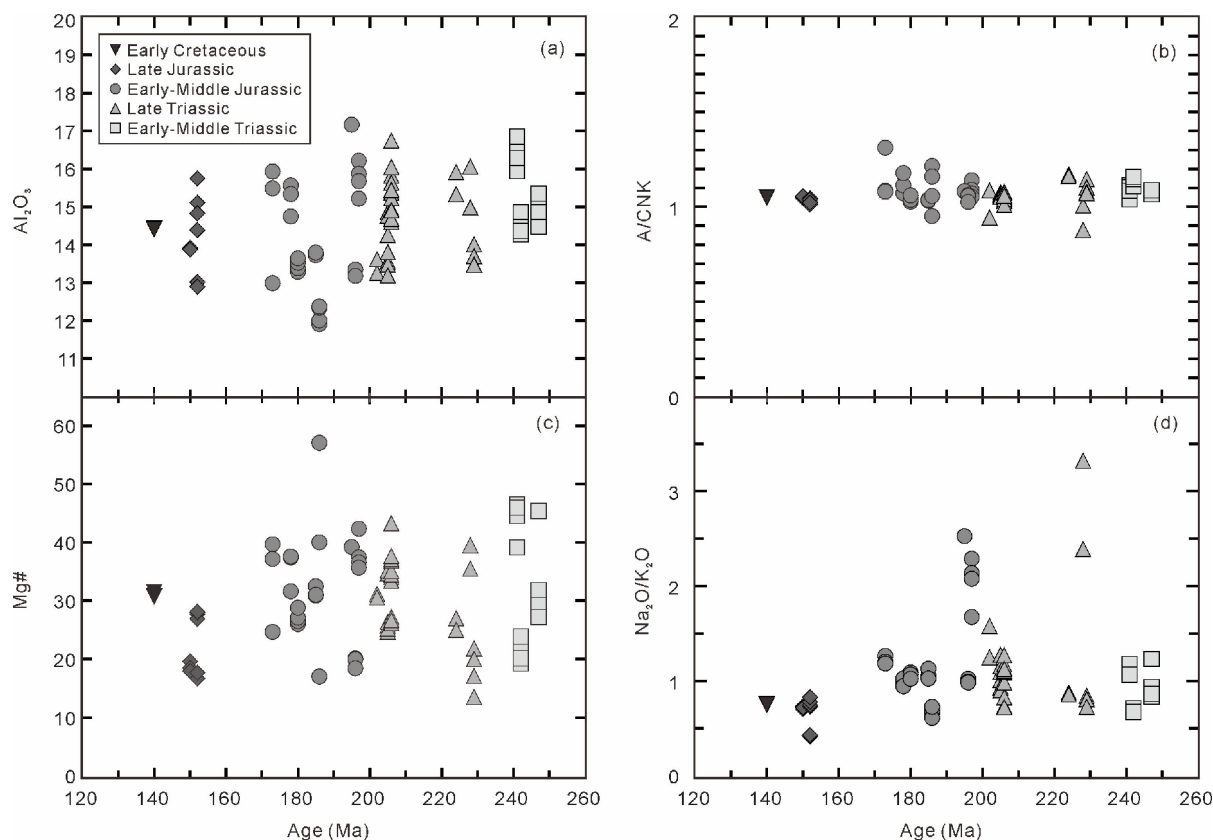 20
19
18
17
16
15
14
13
12
11
Al₂O₃
(a)
Early Cretaceous
Late Jurassic
Early-Middle Jurassic
Late Triassic
Early-Middle Triassic
2
1
0
A/CNK
(b)
60
50
40
30
20
10
0
Mg#
(c)
120 140 160 180 200 220 240 260
Age (Ma)
3
2
1
0
Na₂O/K₂O
(d)
120 140 160 180 200 220 240 260
Age (Ma)